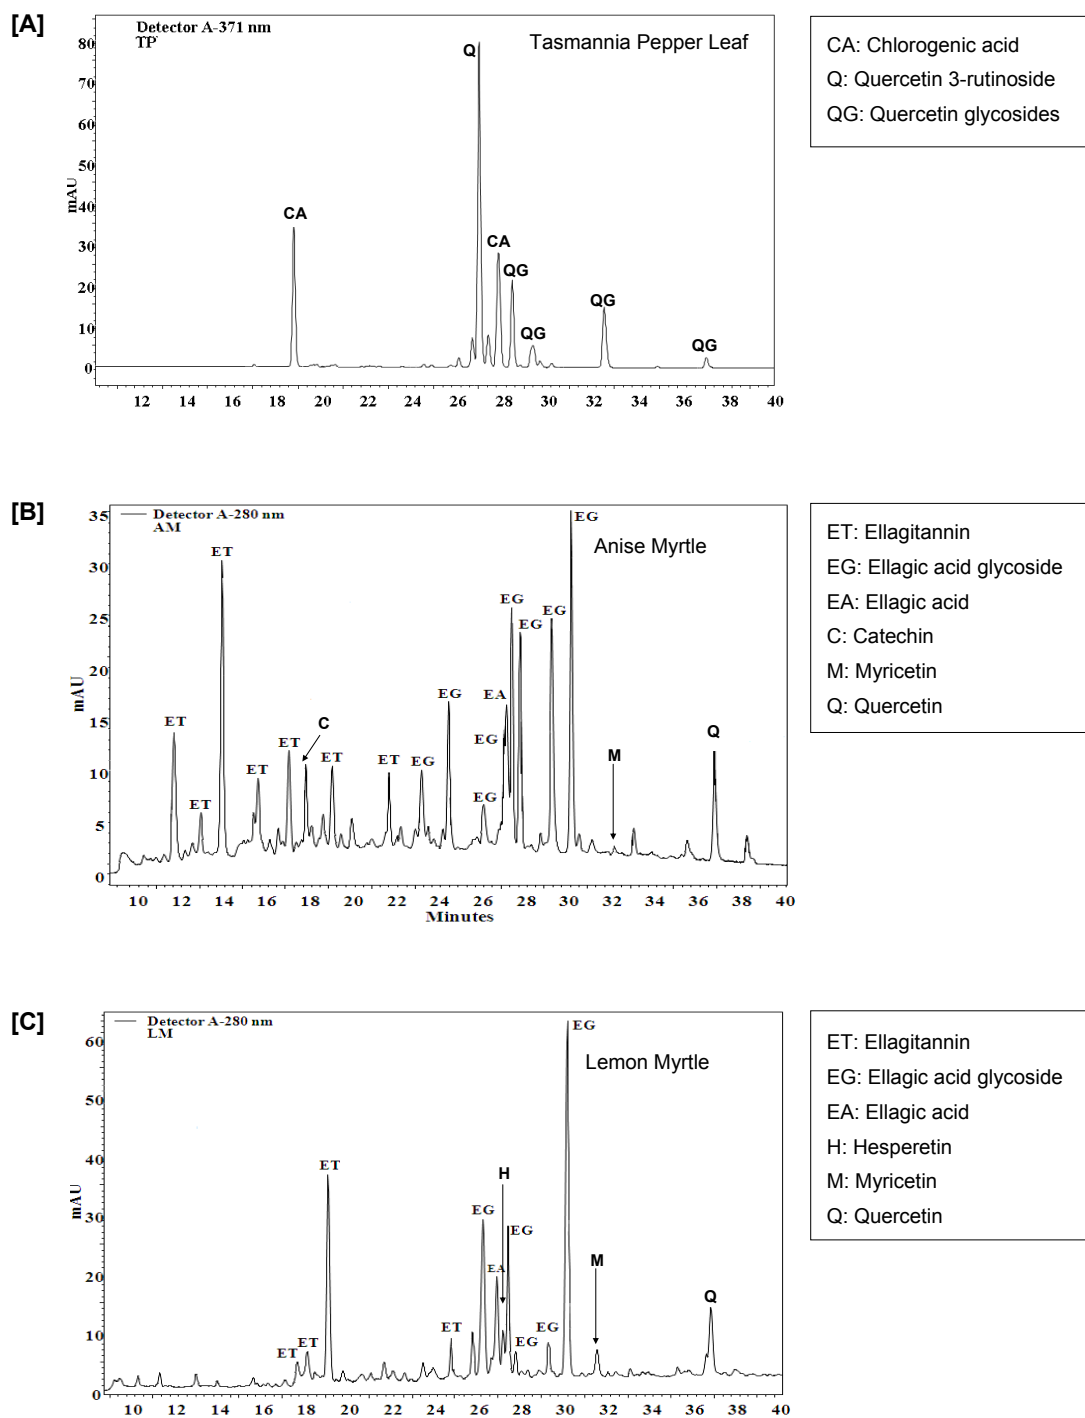 [A]
Detector A-371 nm
TP
Tasmannia Pepper Leaf
mAU
80
70
60
50
40
30
20
10
0
CA
Q
CA
QG
QG
QG
QG
12 14 16 18 20 22 24 26 28 30 32 34 36 38 40
CA: Chlorogenic acid
Q: Quercetin 3-rutinoside
QG: Quercetin glycosides
[B]
Detector A-280 nm
AM
Anise Myrtle
mAU
35
30
25
20
15
10
5
0
ET
ET
ET
ET
ET
C
ET
ET
EG
EG
EG
EG
EA
EG
EG
EG
EG
M
Q
10 12 14 16 18 20 22 24 26 28 30 32 34 36 38 40
Minutes
ET: Ellagitannin
EG: Ellagic acid glycoside
EA: Ellagic acid
C: Catechin
M: Myricetin
Q: Quercetin
[C]
Detector A-280 nm
LM
Lemon Myrtle
mAU
60
50
40
30
20
10
0
ET
ET
ET
ET
EG
EA
H
EG
EG
EG
EG
M
Q
10 12 14 16 18 20 22 24 26 28 30 32 34 36 38 40
ET: Ellagitannin
EG: Ellagic acid glycoside
EA: Ellagic acid
H: Hesperetin
M: Myricetin
Q: Quercetin